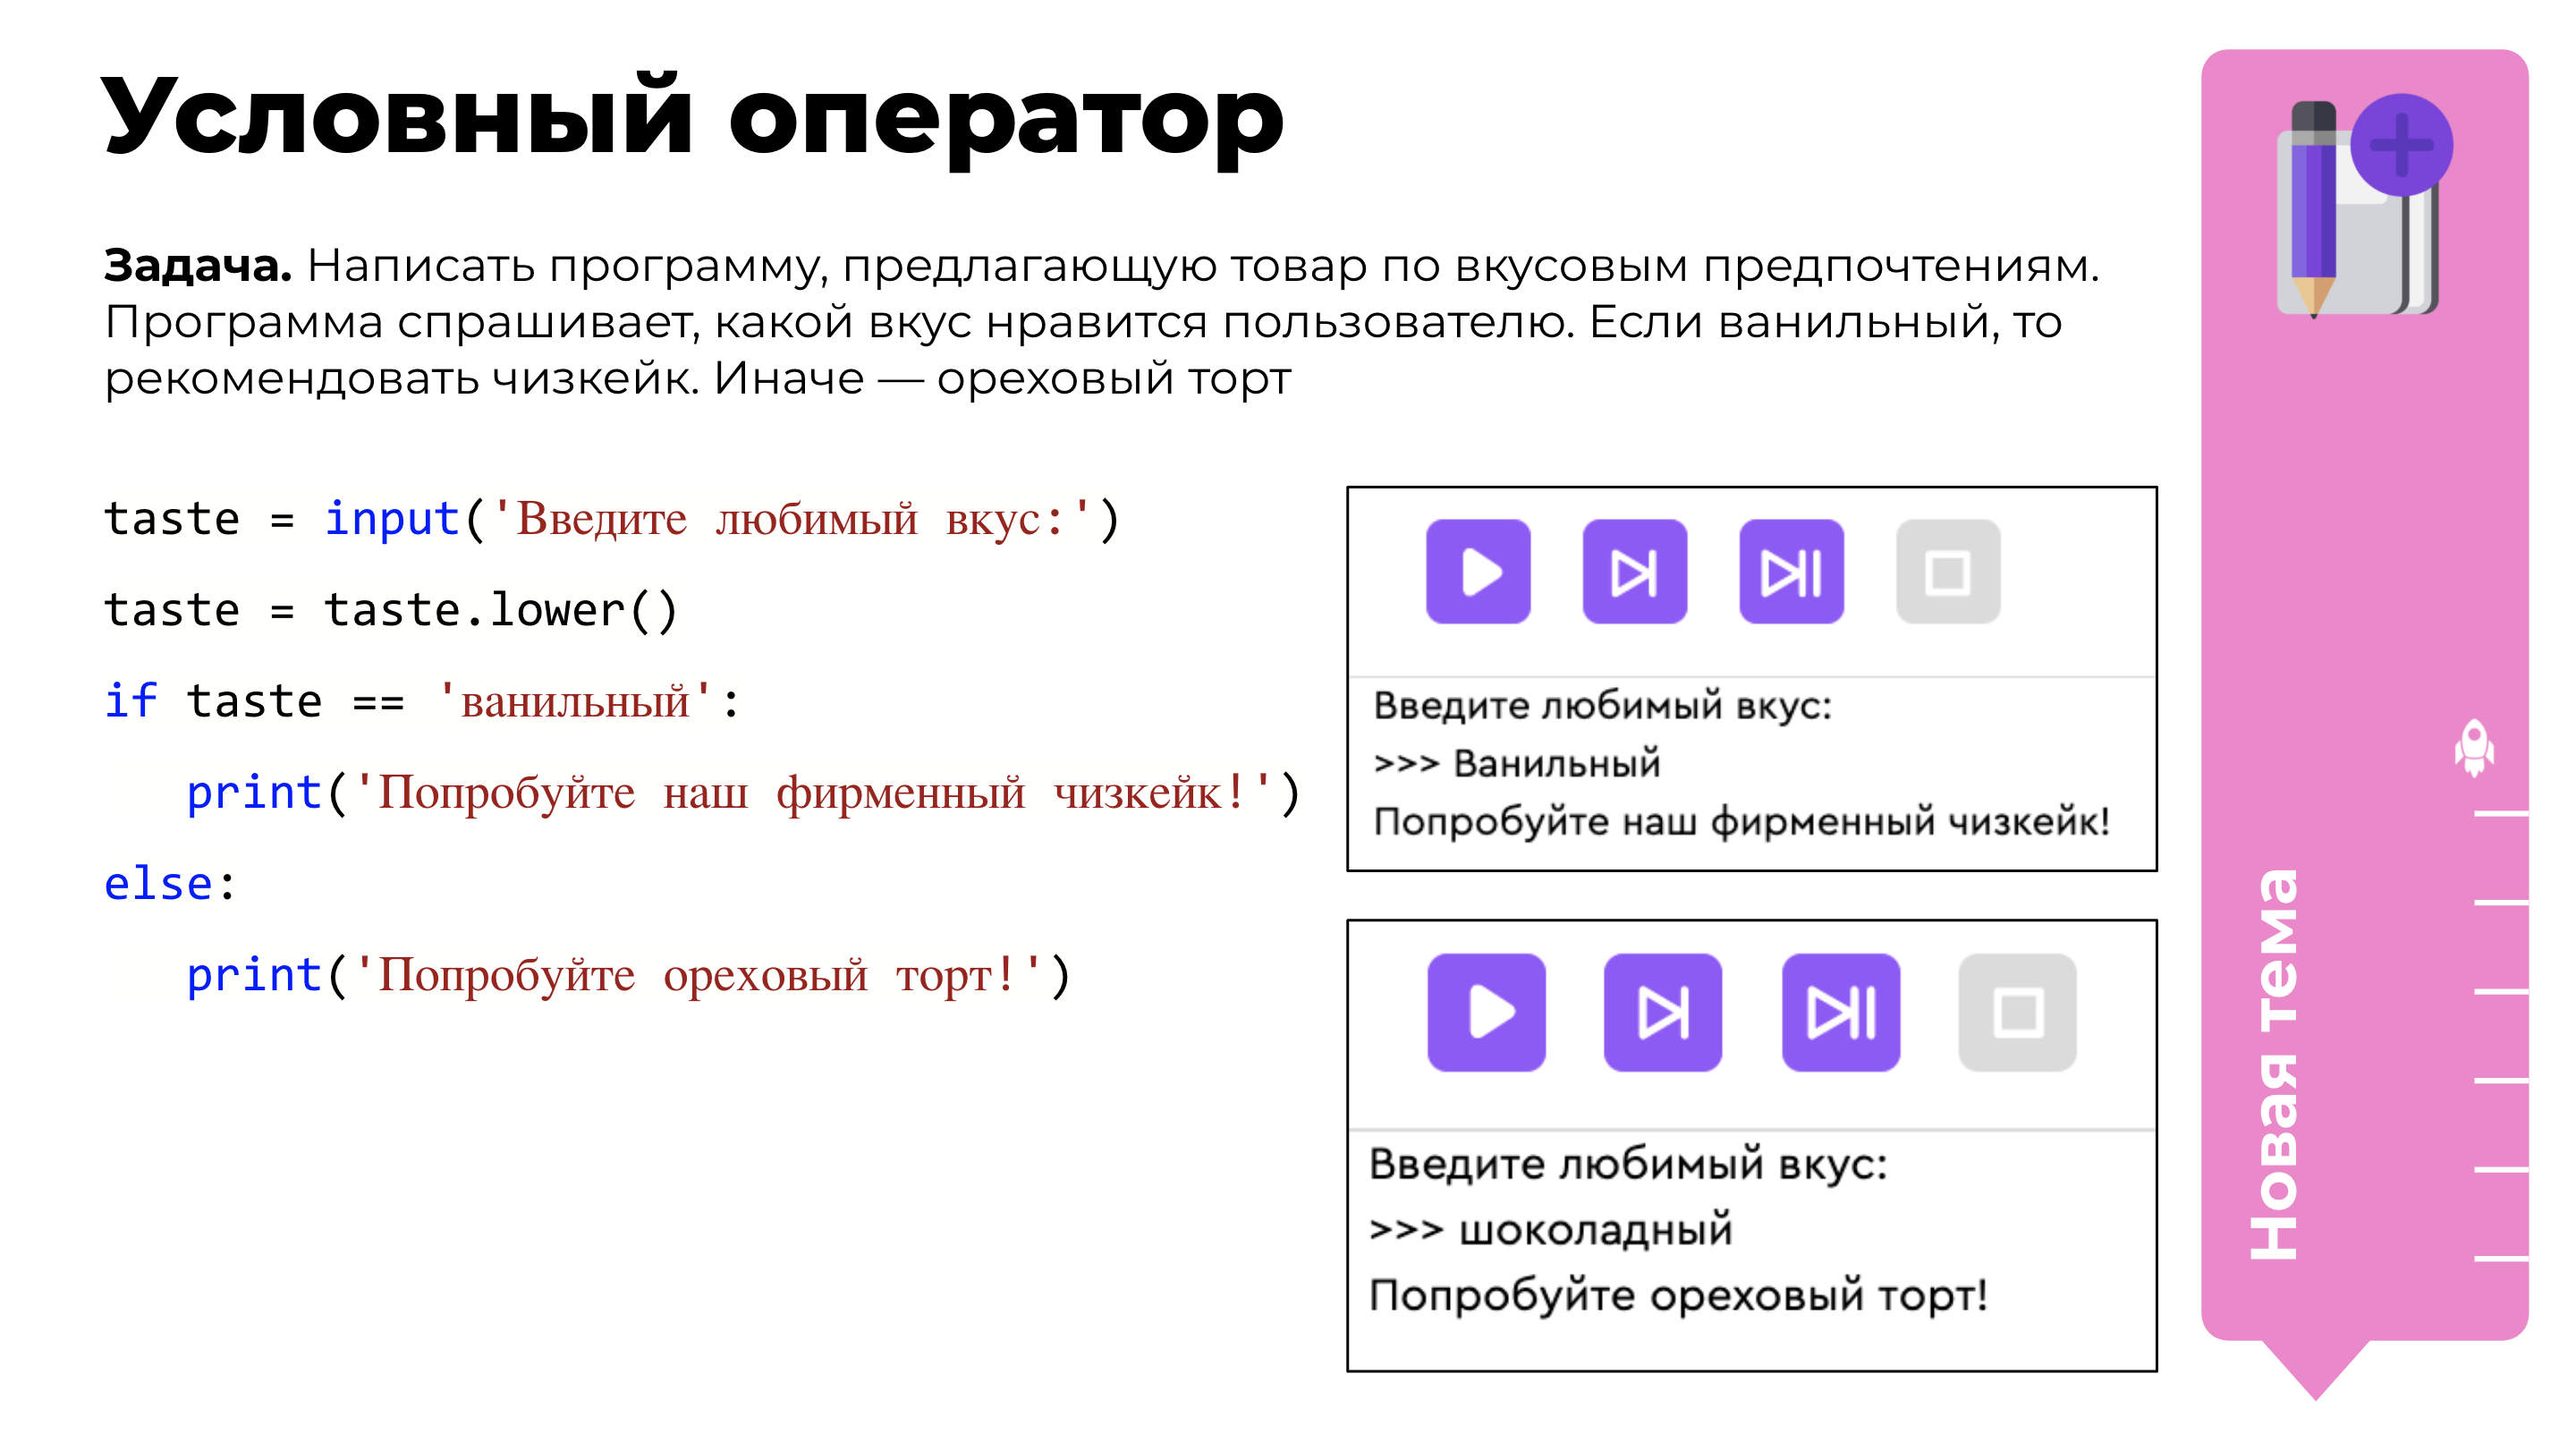 Условный оператор
Задача. Написать программу, предлагающую товар по вкусовым предпочтениям.
Программа спрашивает, какой вкус нравится пользователю. Если ванильный, то
рекомендовать чизкейк. Иначе — ореховый торт
taste = input('Введите любимый вкус:')
taste = taste.lower()
if taste == 'ванильный':
   print('Попробуйте наш фирменный чизкейк!')
else:
   print('Попробуйте ореховый торт!')
Введите любимый вкус:
>>> Ванильный
Попробуйте наш фирменный чизкейк!
Введите любимый вкус:
>>> шоколадный
Попробуйте ореховый торт!
Новая тема